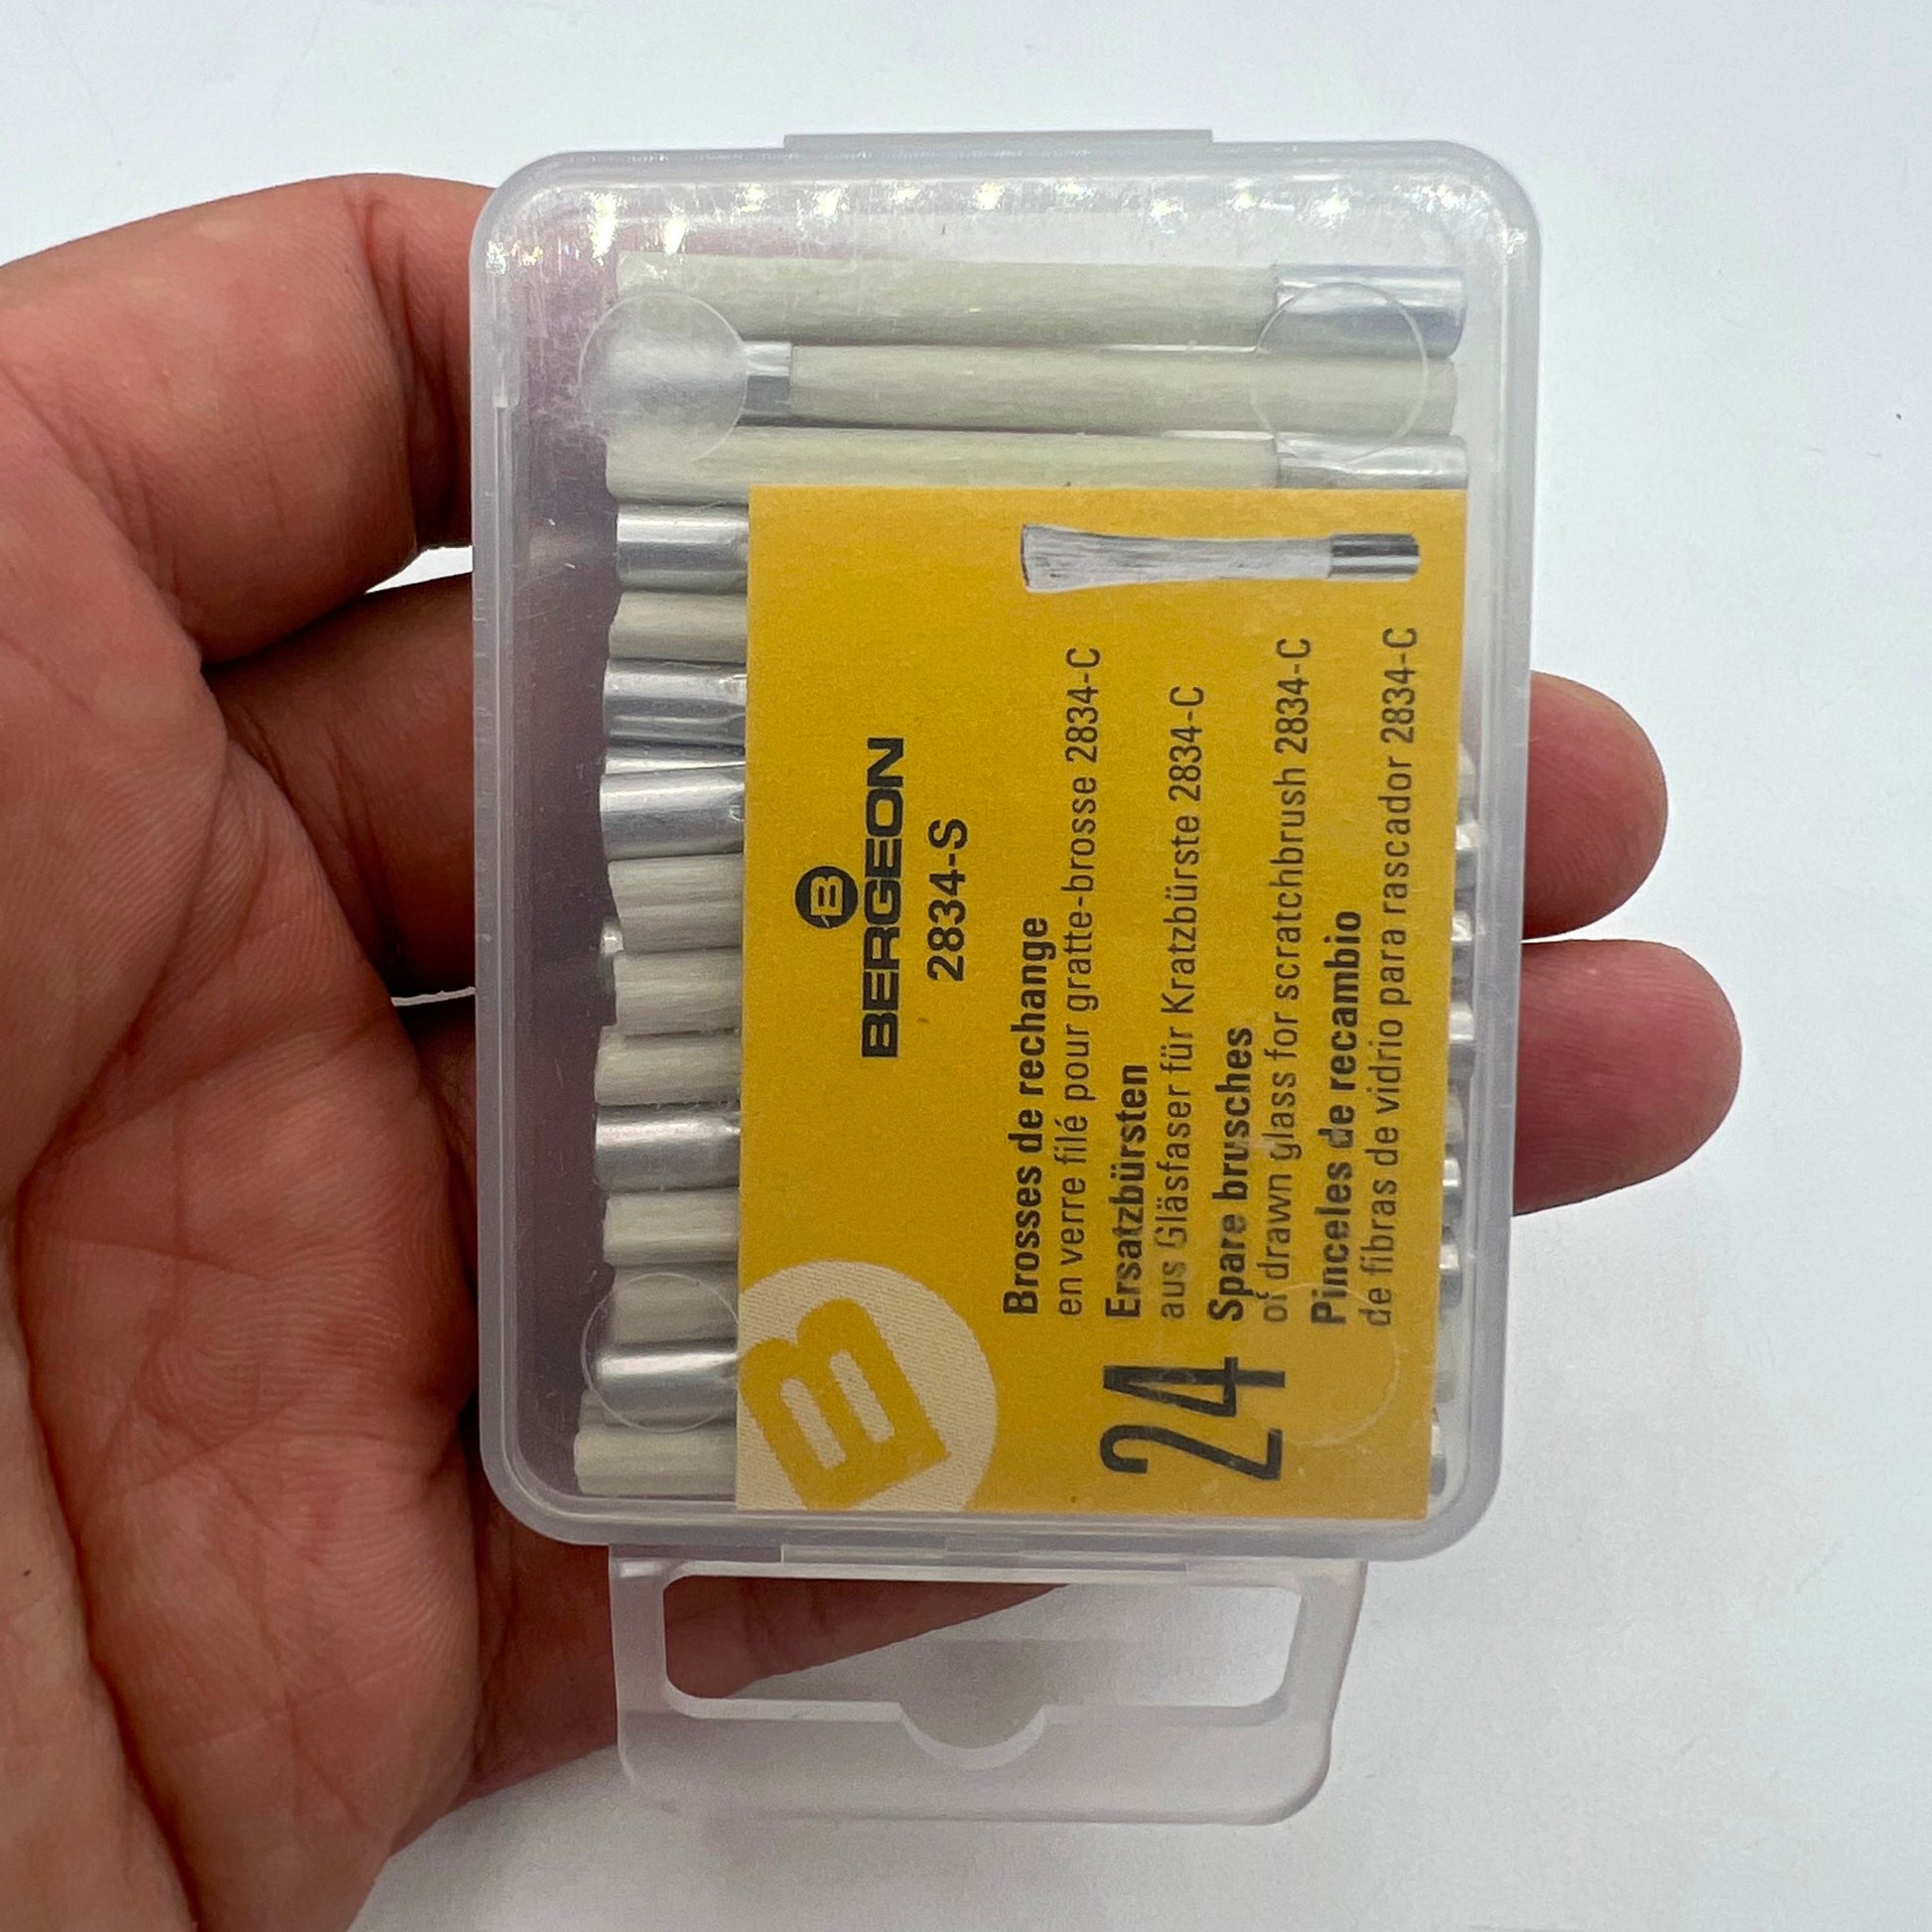 BERGEON
2834-S
Brosses de rechange
en verre filé pour gratte-brosse 2834-C
Ersatzbürsten
aus Gläsfaser für Kratzbürste 2834-C
24
Spare brusches
of drawn glass for scratchbrush 2834-C
Pinceles de recambio
de fibras de vidrio para rascador 2834-C
B
B